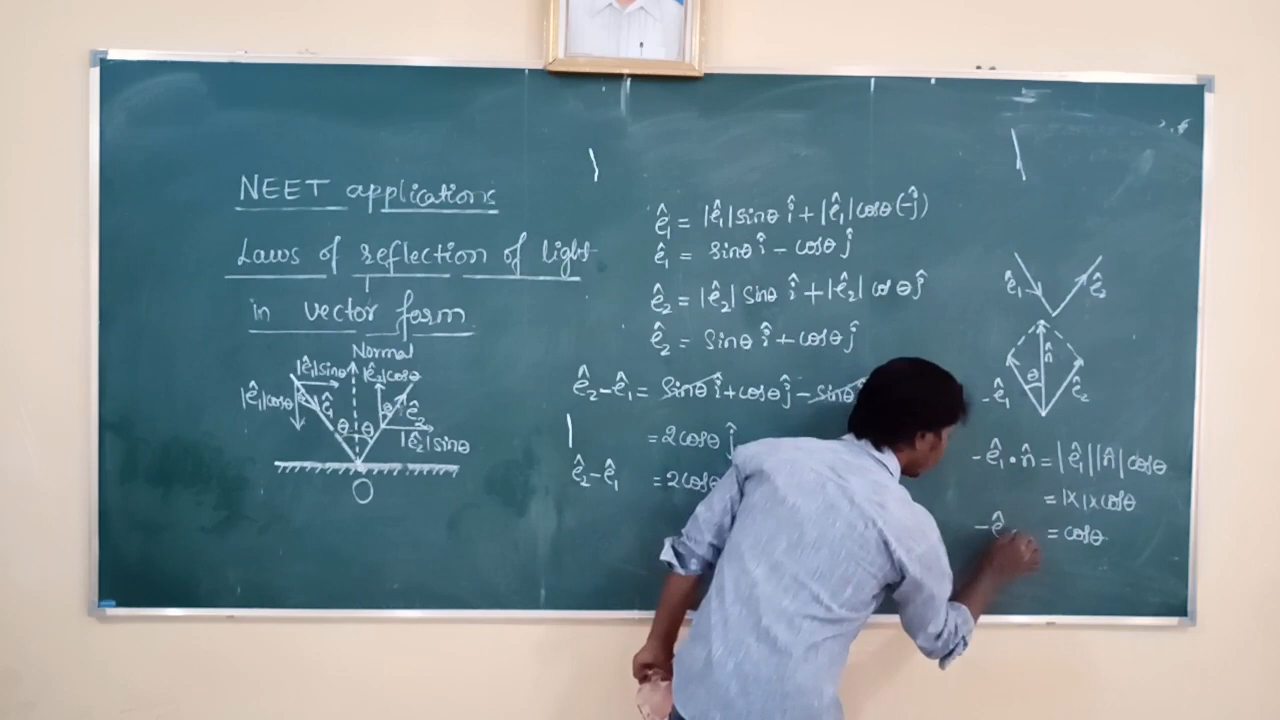 NEET applications
Laws of reflection of light
in vector form
Normal
|ê₁|sinθ |ê₂|cosθ
|ê₁|cosθ ê₁ θ θ ê₂
|ê₂|sinθ
O
ê₁ = |ê₁|sinθ î + |ê₁|cosθ(-ĵ)
ê₁ = sinθ î - cosθ ĵ
ê₂ = |ê₂| sinθ î + |ê₂| cosθ ĵ
ê₂ = sinθ î + cosθ ĵ
ê₂ - ê₁ = sinθ î + cosθ ĵ - sinθ
= 2cosθ ĵ
ê₂ - ê₁ = 2cosθ
ê₁ ê₂
n̂
θ
-ê₁ ê₂
-ê₁ • n̂ = |ê₁||n̂| cosθ
= 1×1×cosθ
-ê = cosθ